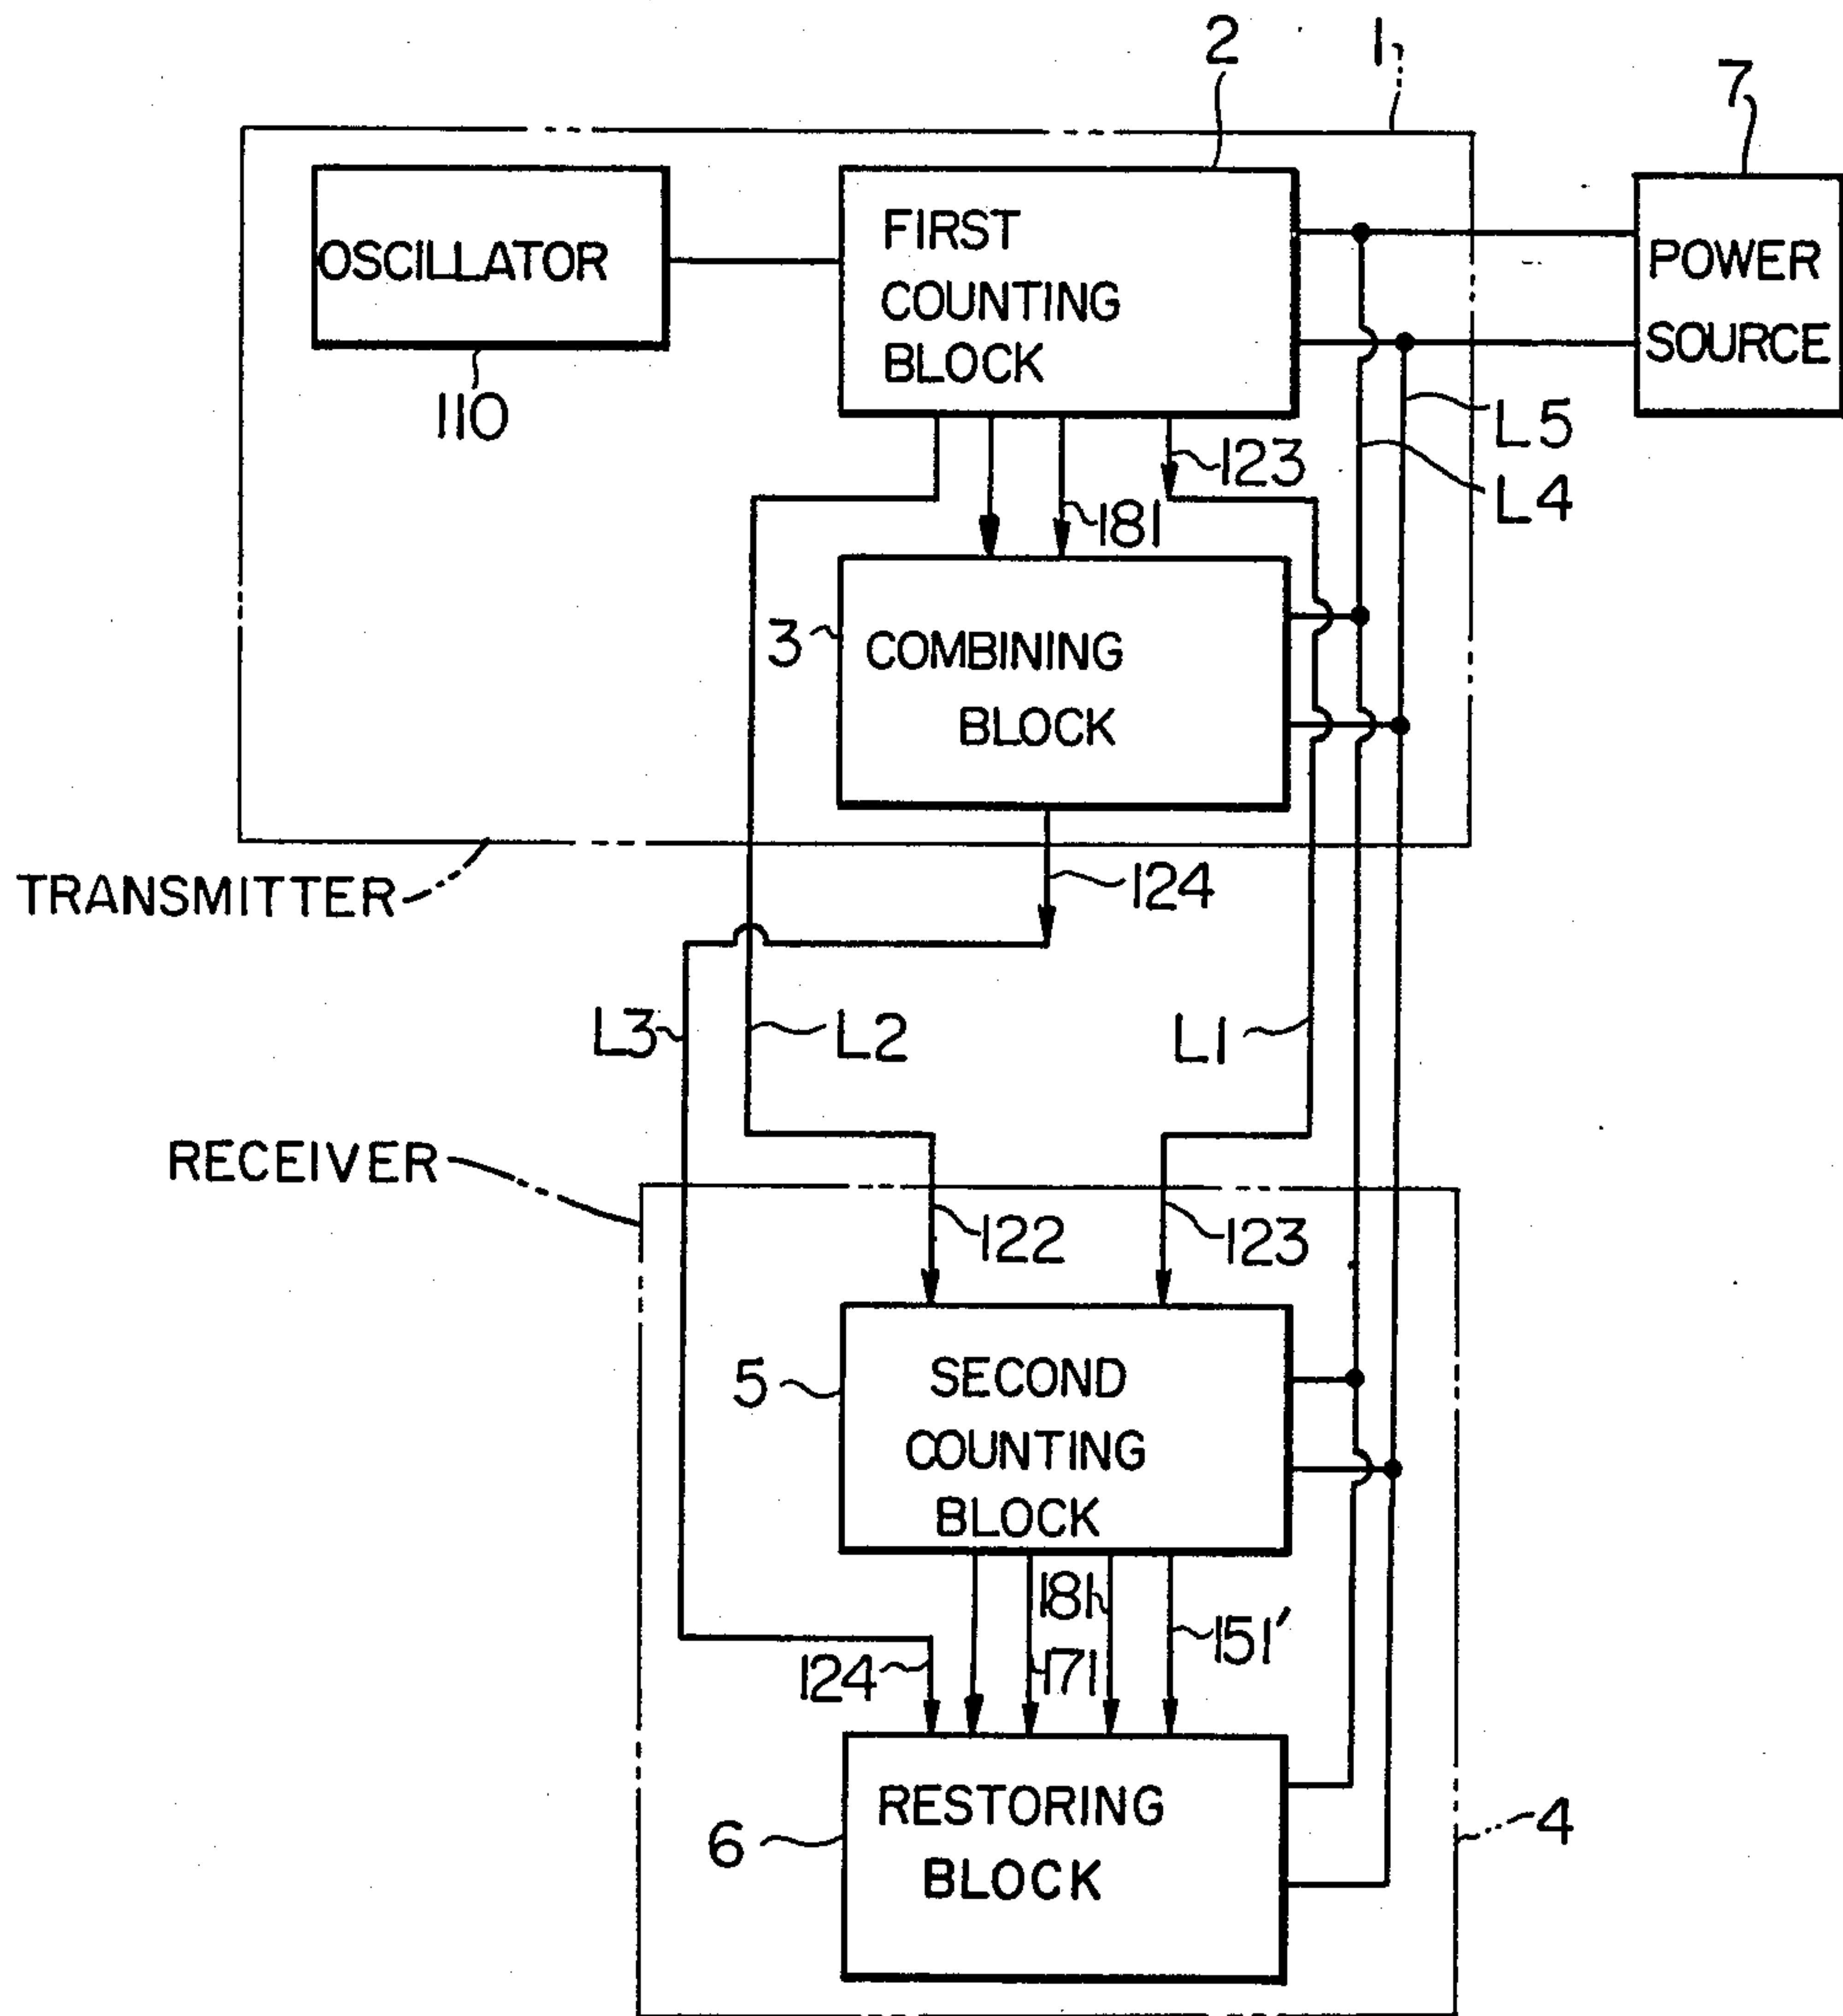 2
1
7
OSCILLATOR
FIRST
COUNTING
BLOCK
POWER
SOURCE
110
L5
123
L4
181
3
COMBINING
BLOCK
TRANSMITTER
124
L3
L2
L1
RECEIVER
122
123
5
SECOND
COUNTING
BLOCK
181
151'
124
171
RESTORING
BLOCK
6
4